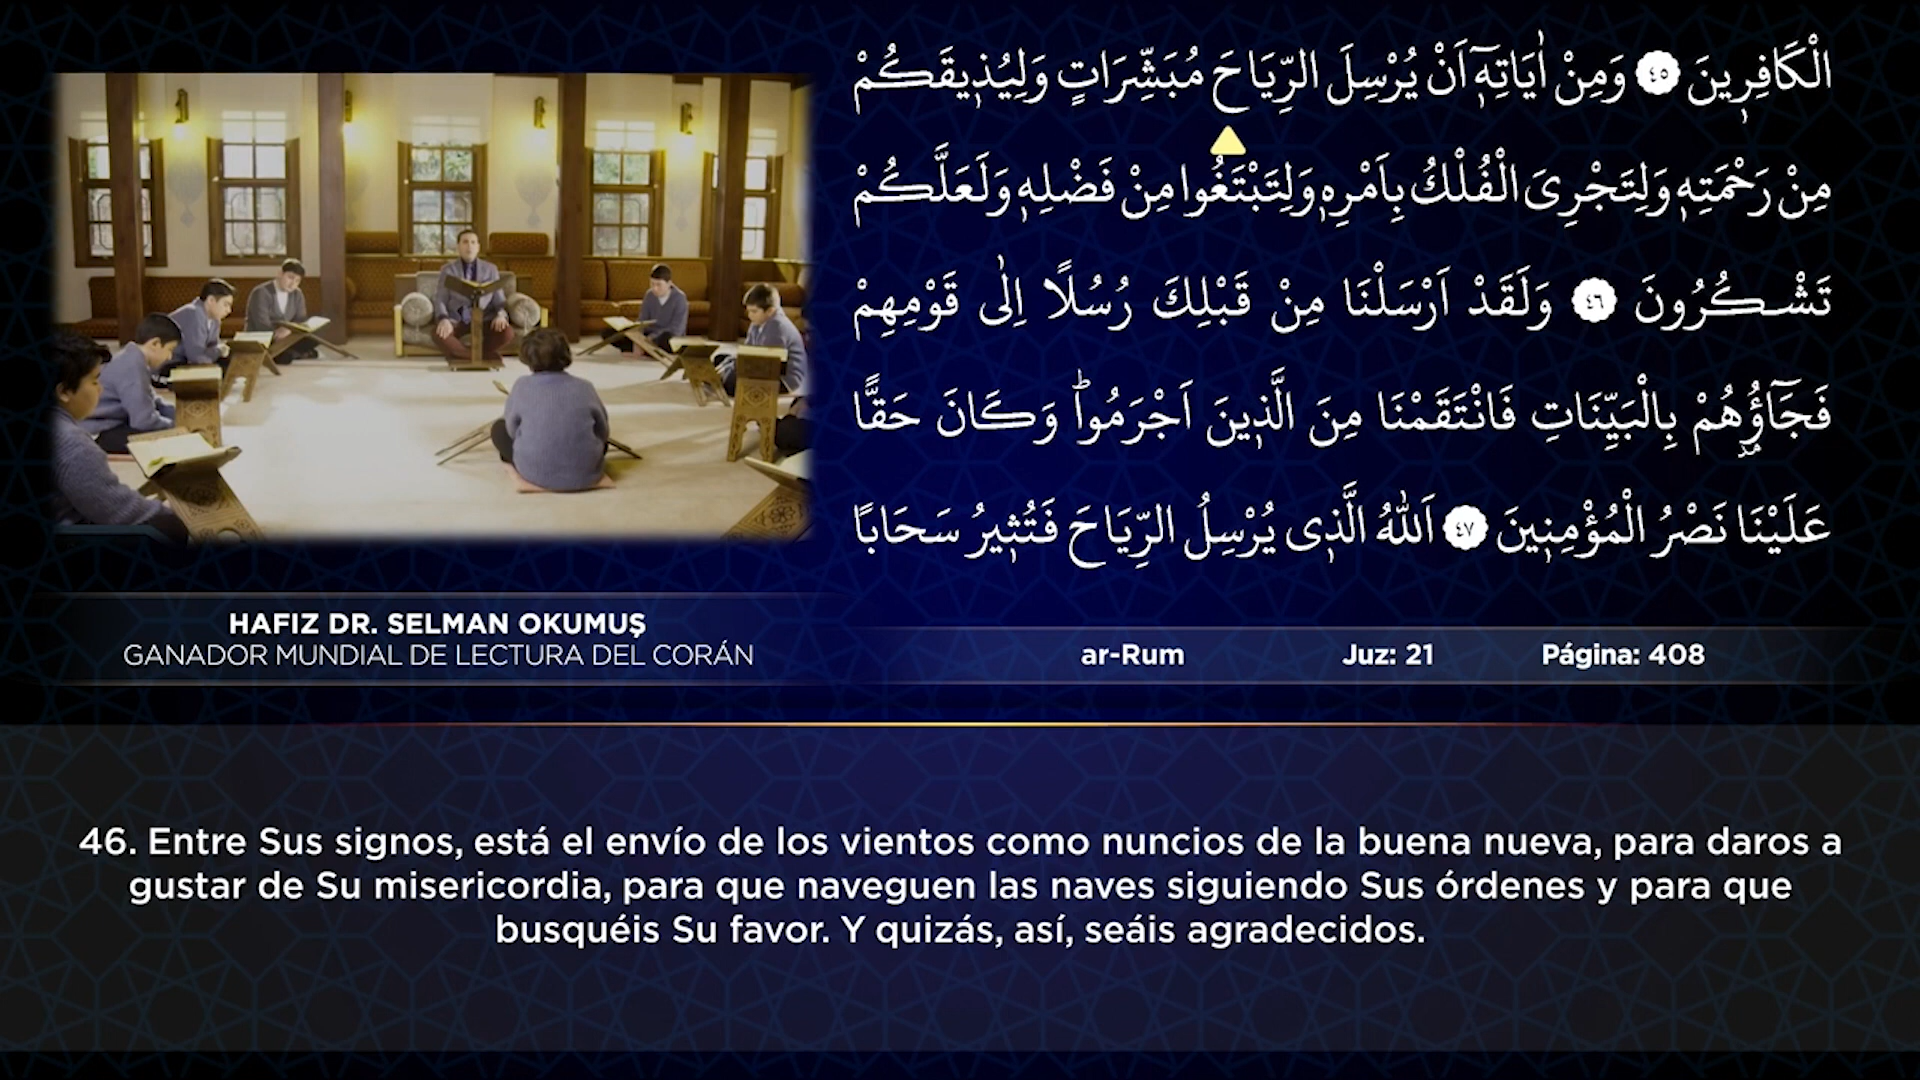 الْكَافِر۪ينَ ٤٥ وَمِنْ اٰيَاتِه۪ٓ اَنْ يُرْسِلَ الرِّيَاحَ مُبَشِّرَاتٍ وَلِيُذ۪يقَكُمْ
مِنْ رَحْمَتِه۪ وَلِتَجْرِىَ الْفُلْكُ بِاَمْرِه۪ وَلِتَبْتَغُوا مِنْ فَضْلِه۪ وَلَعَلَّكُمْ
تَشْكُرُونَ ٤٦ وَلَقَدْ اَرْسَلْنَا مِنْ قَبْلِكَ رُسُلًا اِلٰى قَوْمِهِمْ
فَجَٓاؤُ۫هُمْ بِالْبَيِّنَاتِ فَانْتَقَمْنَا مِنَ الَّذ۪ينَ اَجْرَمُواۜ وَكَانَ حَقًّا
عَلَيْنَا نَصْرُ الْمُؤْمِن۪ينَ ٤٧ اَللّٰهُ الَّذ۪ى يُرْسِلُ الرِّيَاحَ فَتُث۪يرُ سَحَابًا
HAFIZ DR. SELMAN OKUMUŞ
GANADOR MUNDIAL DE LECTURA DEL CORÁN
ar-Rum Juz: 21 Página: 408
46. Entre Sus signos, está el envío de los vientos como nuncios de la buena nueva, para daros a
gustar de Su misericordia, para que naveguen las naves siguiendo Sus órdenes y para que
busquéis Su favor. Y quizás, así, seáis agradecidos.